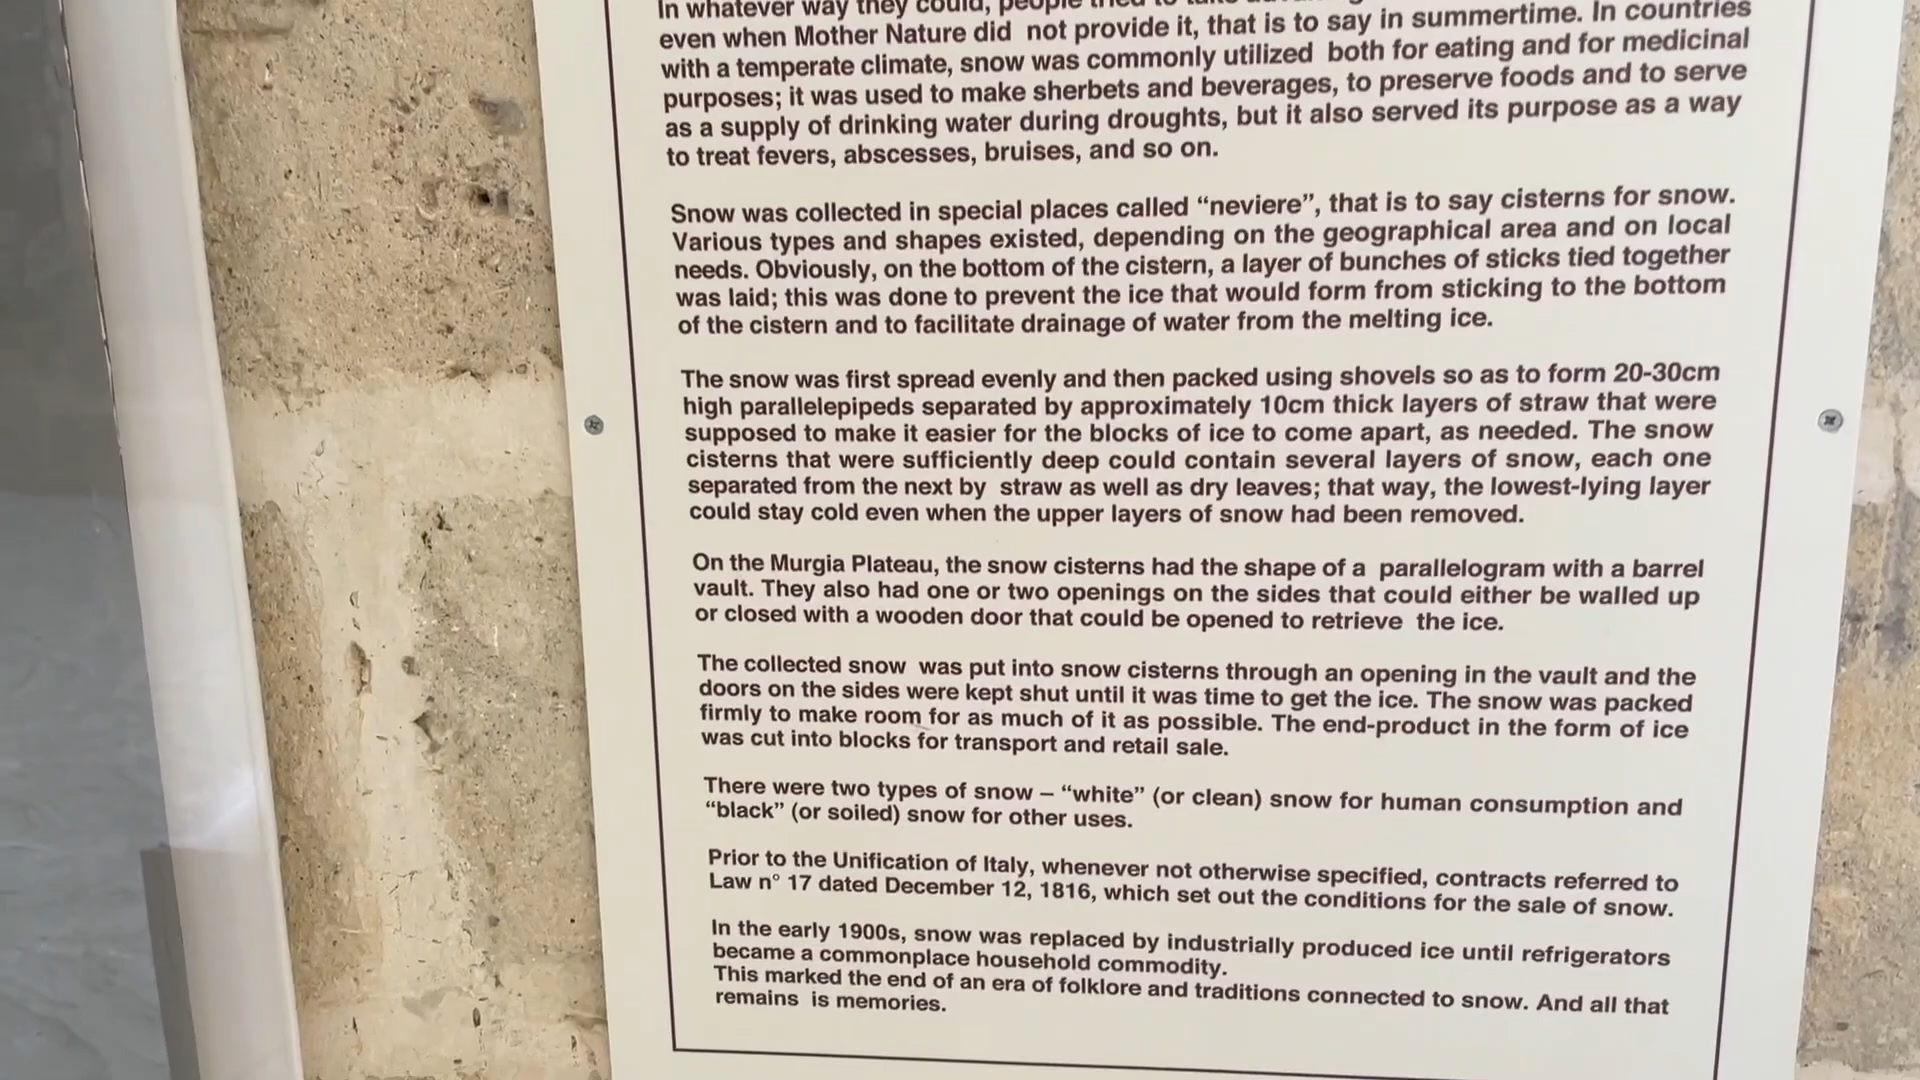 In whatever way they could, people tried to take
even when Mother Nature did not provide it, that is to say in summertime. In countries
with a temperate climate, snow was commonly utilized both for eating and for medicinal
purposes; it was used to make sherbets and beverages, to preserve foods and to serve
as a supply of drinking water during droughts, but it also served its purpose as a way
to treat fevers, abscesses, bruises, and so on.
Snow was collected in special places called “neviere”, that is to say cisterns for snow.
Various types and shapes existed, depending on the geographical area and on local
needs. Obviously, on the bottom of the cistern, a layer of bunches of sticks tied together
was laid; this was done to prevent the ice that would form from sticking to the bottom
of the cistern and to facilitate drainage of water from the melting ice.
The snow was first spread evenly and then packed using shovels so as to form 20-30cm
high parallelepipeds separated by approximately 10cm thick layers of straw that were
supposed to make it easier for the blocks of ice to come apart, as needed. The snow
cisterns that were sufficiently deep could contain several layers of snow, each one
separated from the next by straw as well as dry leaves; that way, the lowest-lying layer
could stay cold even when the upper layers of snow had been removed.
On the Murgia Plateau, the snow cisterns had the shape of a parallelogram with a barrel
vault. They also had one or two openings on the sides that could either be walled up
or closed with a wooden door that could be opened to retrieve the ice.
The collected snow was put into snow cisterns through an opening in the vault and the
doors on the sides were kept shut until it was time to get the ice. The snow was packed
firmly to make room for as much of it as possible. The end-product in the form of ice
was cut into blocks for transport and retail sale.
There were two types of snow – “white” (or clean) snow for human consumption and
“black” (or soiled) snow for other uses.
Prior to the Unification of Italy, whenever not otherwise specified, contracts referred to
Law n° 17 dated December 12, 1816, which set out the conditions for the sale of snow.
In the early 1900s, snow was replaced by industrially produced ice until refrigerators
became a commonplace household commodity.
This marked the end of an era of folklore and traditions connected to snow. And all that
remains is memories.